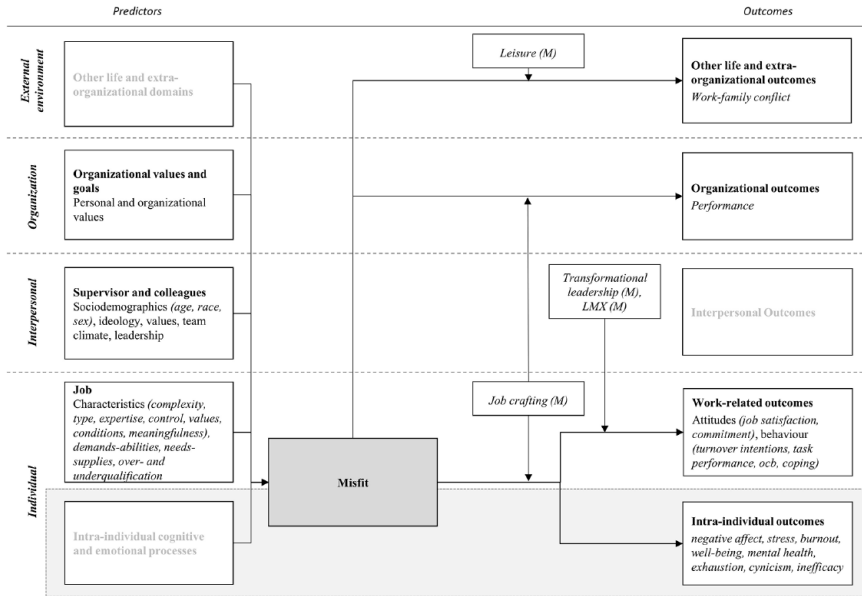 Predictors
Outcomes
External
environment
Other life and extra-
organizational domains
Leisure (M)
Other life and extra-
organizational outcomes
Work-family conflict
Organization
Organizational values and
goals
Personal and organizational
values
Organizational outcomes
Performance
Interpersonal
Supervisor and colleagues
Sociodemographics (age, race,
sex), ideology, values, team
climate, leadership
Transformational
leadership (M),
LMX (M)
Interpersonal Outcomes
Individual
Job
Characteristics (complexity,
type, expertise, control, values,
conditions, meaningfulness),
demands-abilities, needs-
supplies, over- and
underqualification
Job crafting (M)
Work-related outcomes
Attitudes (job satisfaction,
commitment), behaviour
(turnover intentions, task
performance, ocb, coping)
Misfit
Intra-individual cognitive
and emotional processes
Intra-individual outcomes
negative affect, stress, burnout,
well-being, mental health,
exhaustion, cynicism, inefficacy